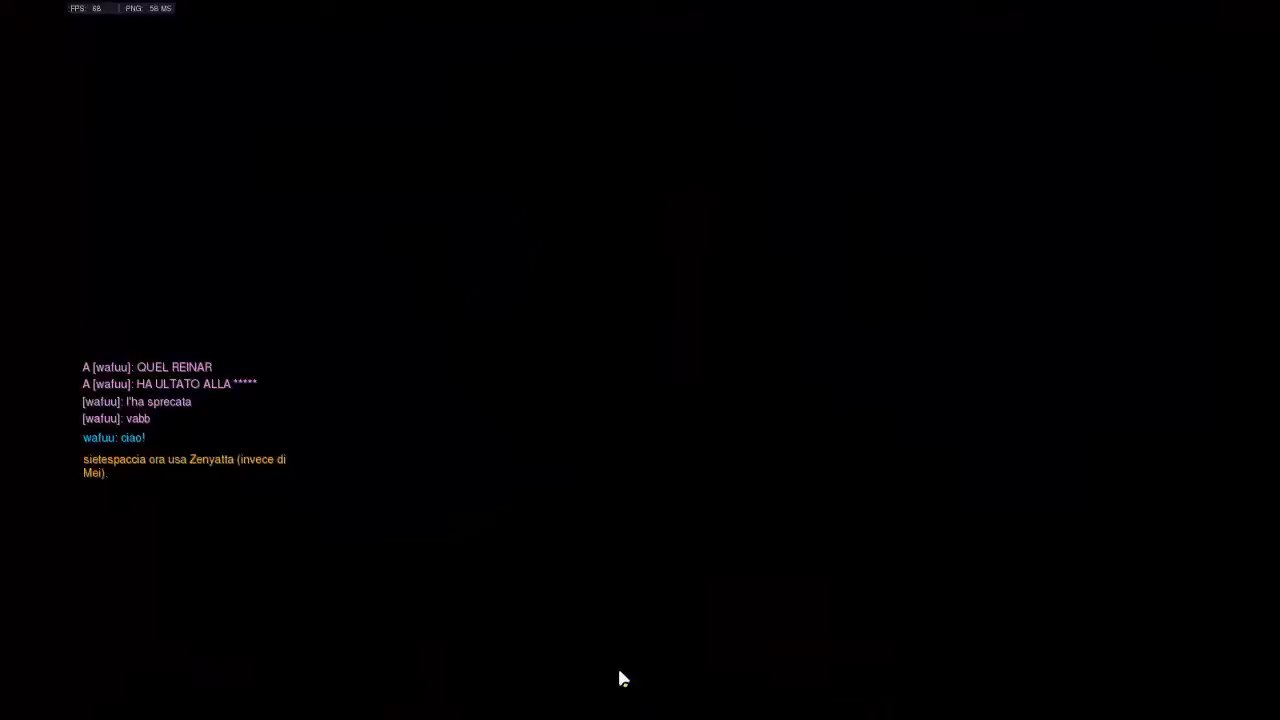 FPS: 68 | PNG: 58 MS
A [wafuu]: QUEL REINAR
A [wafuu]: HA ULTATO ALLA *****
[wafuu]: l'ha sprecata
[wafuu]: vabb
wafuu: ciao!
sietespaccia ora usa Zenyatta (invece di
Mei).